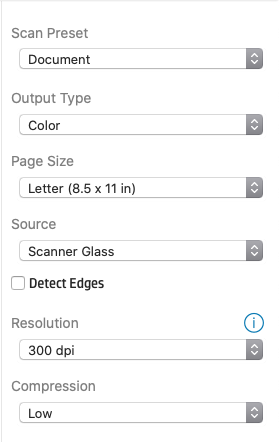 Scan Preset
Document
Output Type
Color
Page Size
Letter (8.5 x 11 in)
Source
Scanner Glass
Detect Edges
Resolution
300 dpi
Compression
Low